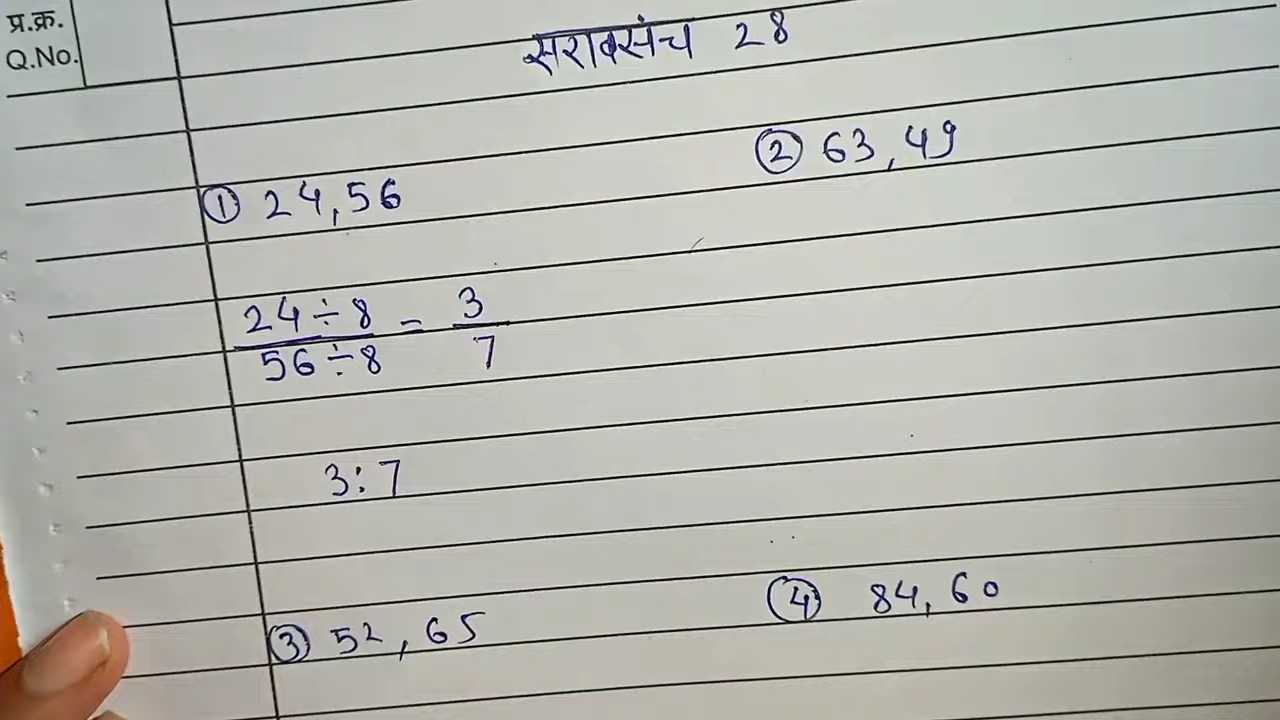 प्र.क्र.
Q.No.
सरावसंच 28
① 24,56
② 63,49
24÷8 = 3
56÷8 7
3:7
③ 52,65
④ 84,60